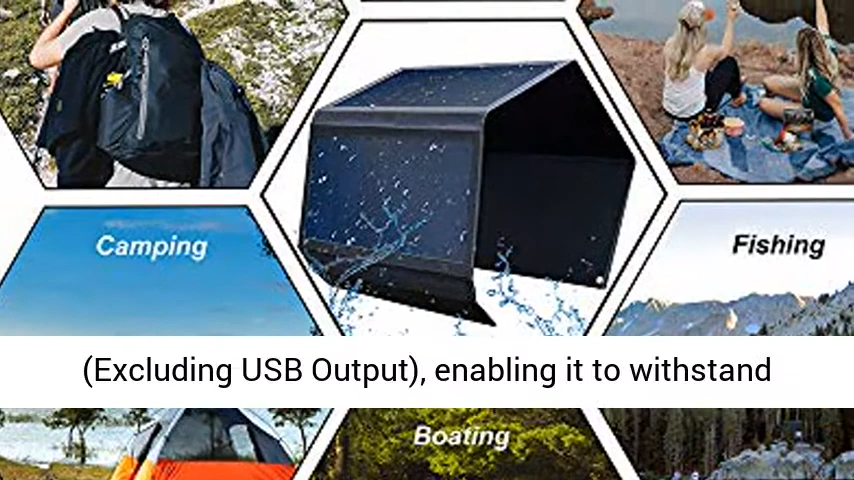 Camping
Fishing
(Excluding USB Output), enabling it to withstand
Boating